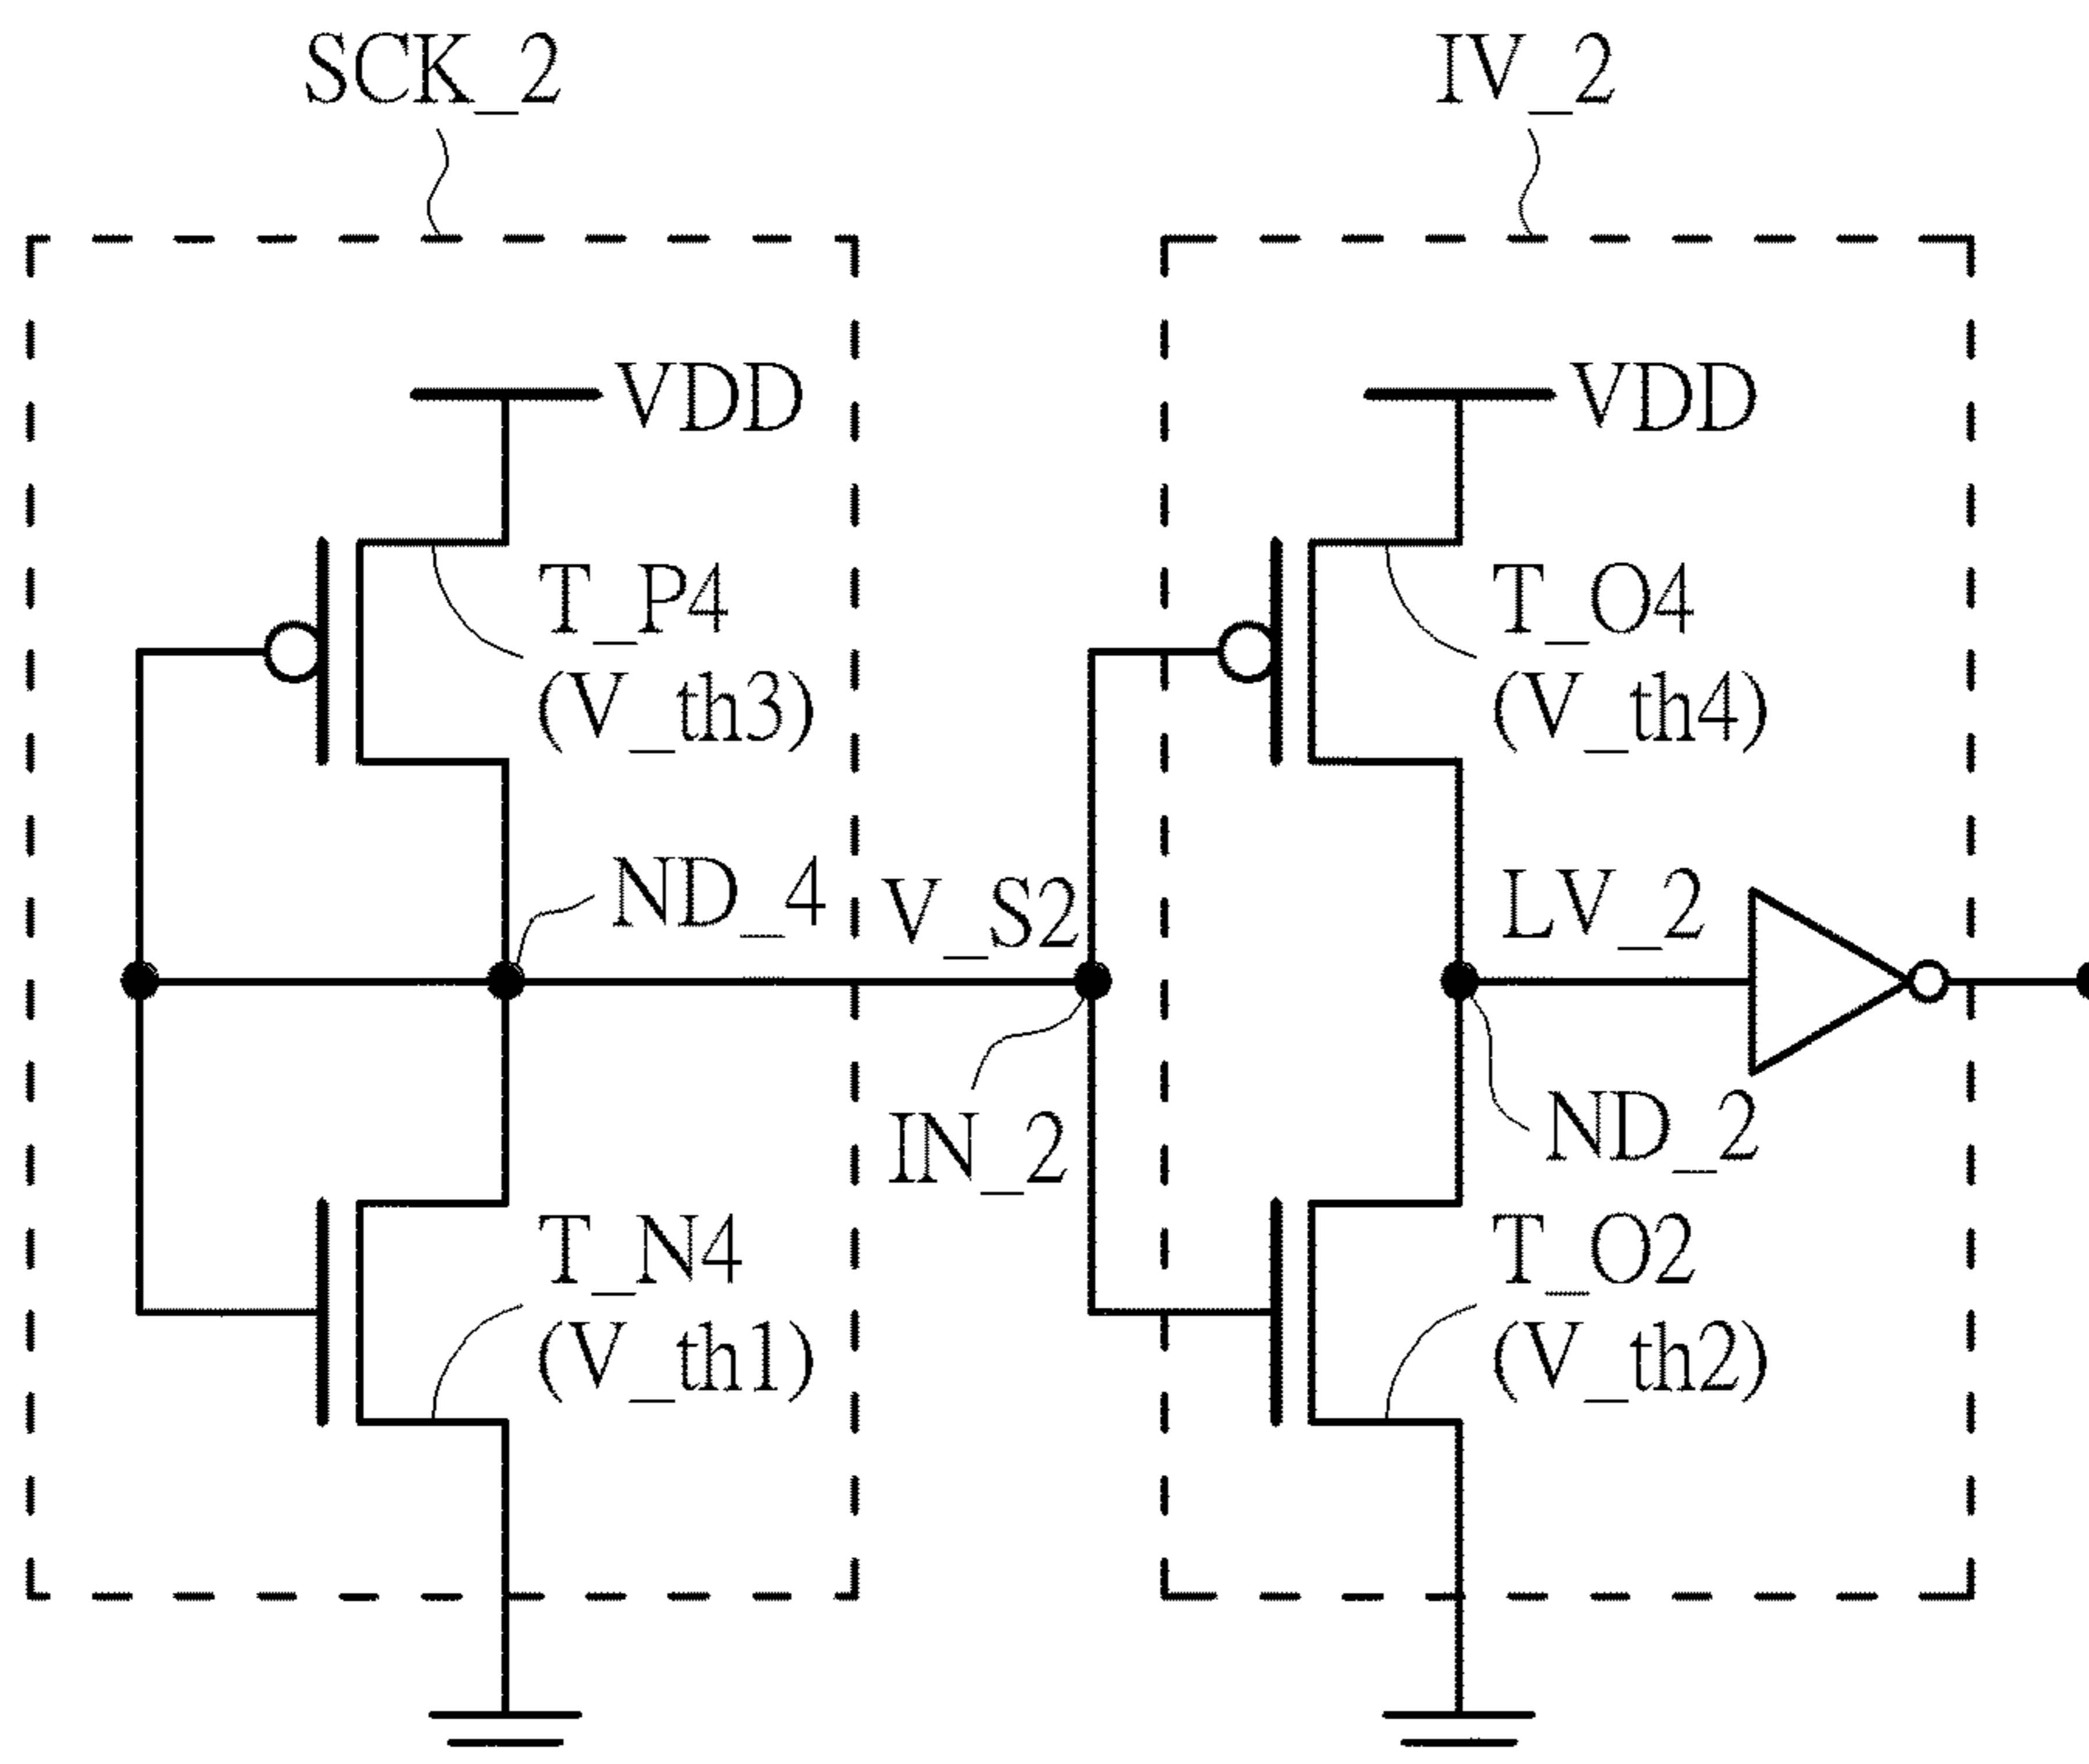 SCK_2
IV_2
VDD
VDD
T_P4
(V_th3)
T_O4
(V_th4)
ND_4
V_S2
LV_2
IN_2
ND_2
T_N4
(V_th1)
T_O2
(V_th2)